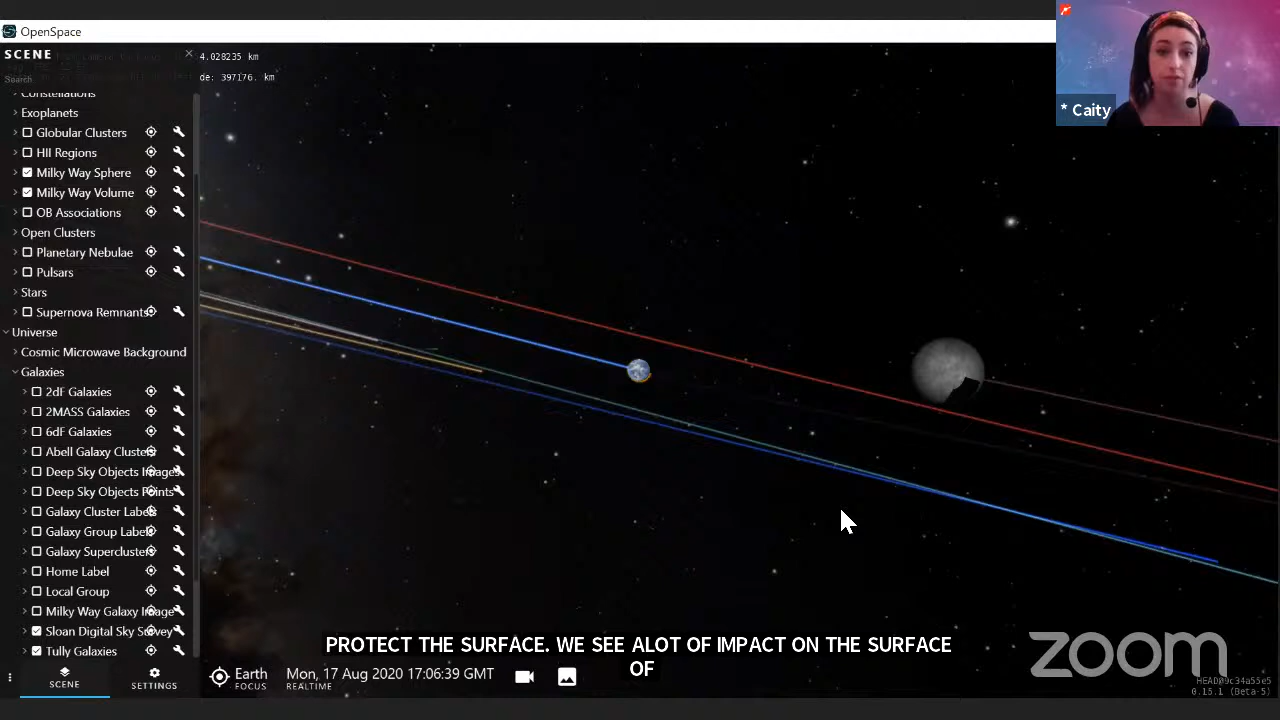 OpenSpace
SCENE
4.028235 km
Search
de: 397176. km
Constellations
Exoplanets
Globular Clusters
HII Regions
Milky Way Sphere
Milky Way Volume
OB Associations
Open Clusters
Planetary Nebulae
Pulsars
Stars
Supernova Remnants
Universe
Cosmic Microwave Background
Galaxies
2dF Galaxies
2MASS Galaxies
6dF Galaxies
Abell Galaxy Clusters
Deep Sky Objects Images
Deep Sky Objects Points
Galaxy Cluster Labels
Galaxy Group Labels
Galaxy Superclusters
Home Label
Local Group
Milky Way Galaxy Image
Sloan Digital Sky Survey
Tully Galaxies
SCENE
SETTINGS
Earth
FOCUS
Mon, 17 Aug 2020 17:06:39 GMT
REALTIME
* Caity
PROTECT THE SURFACE. WE SEE ALOT OF IMPACT ON THE SURFACE
OF
zoom
HEAD@9c34a55e5
0.15.1 (Beta-5)